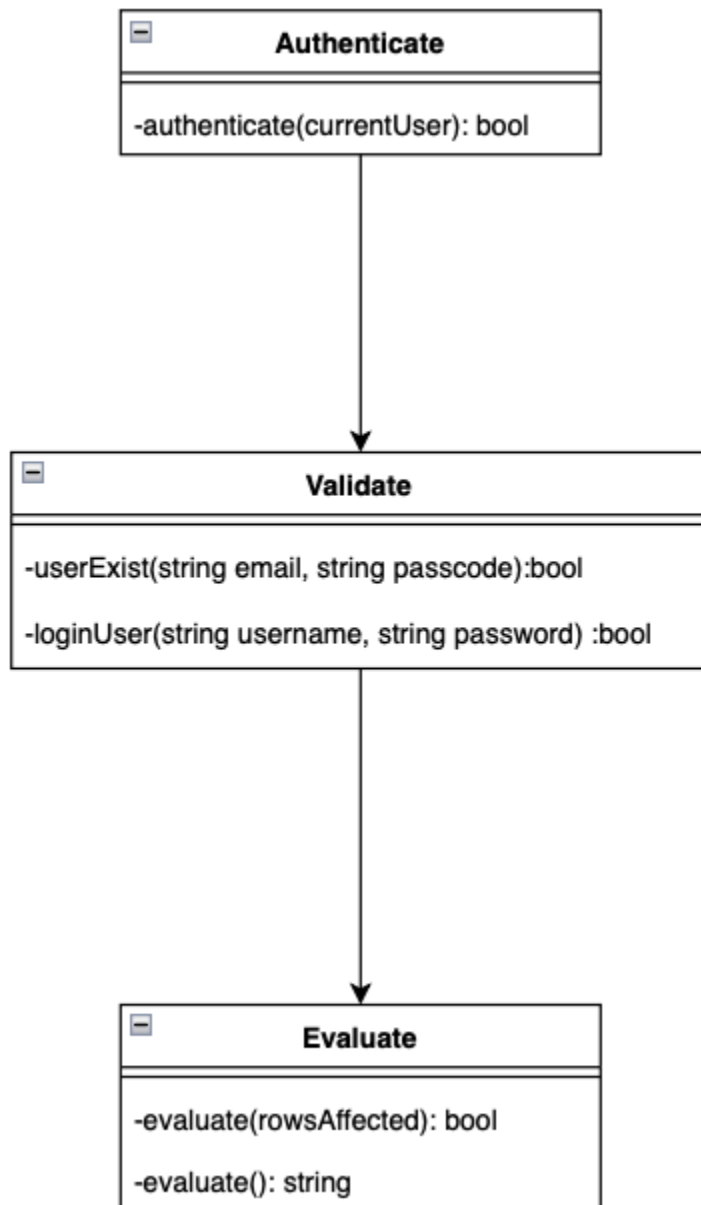 Authenticate
-authenticate(currentUser): bool
Validate
-userExist(string email, string passcode):bool
-loginUser(string username, string password) :bool
Evaluate
-evaluate(rowsAffected): bool
-evaluate(): string